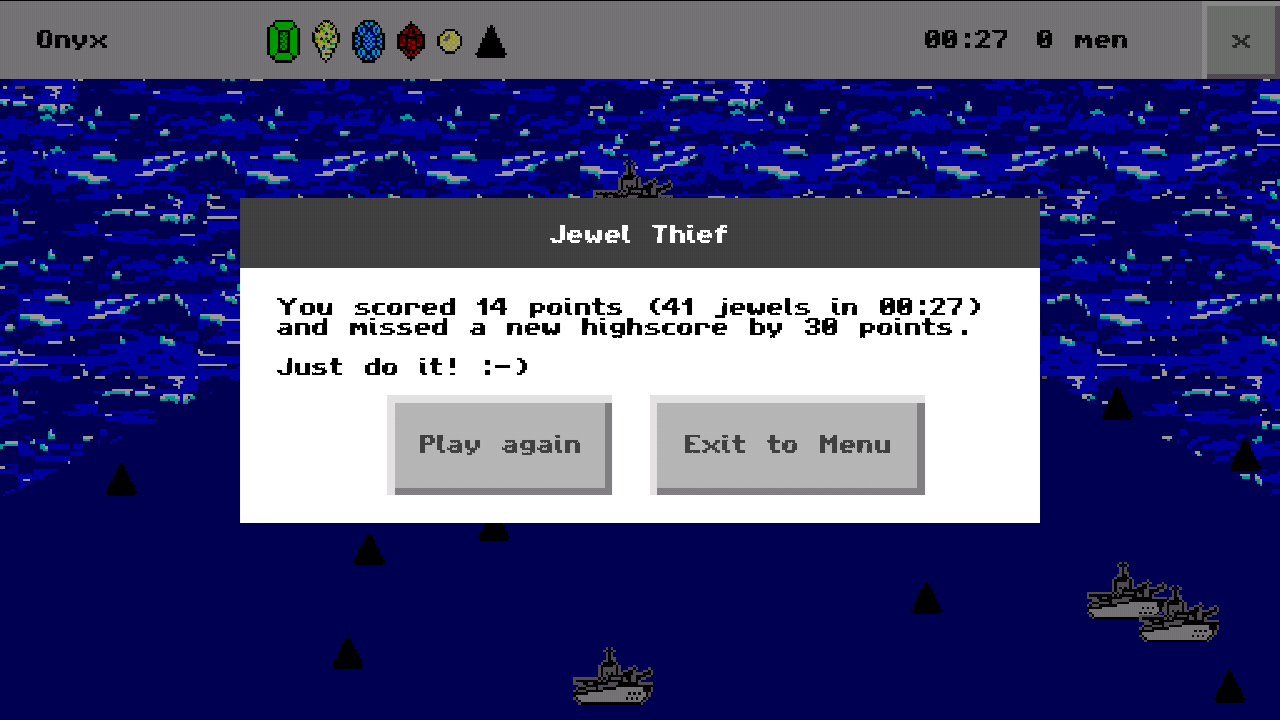 Onyx 00:27 0 men x
Jewel Thief
You scored 14 points (41 jewels in 00:27)
and missed a new highscore by 30 points.
Just do it! :-)
Play again Exit to Menu